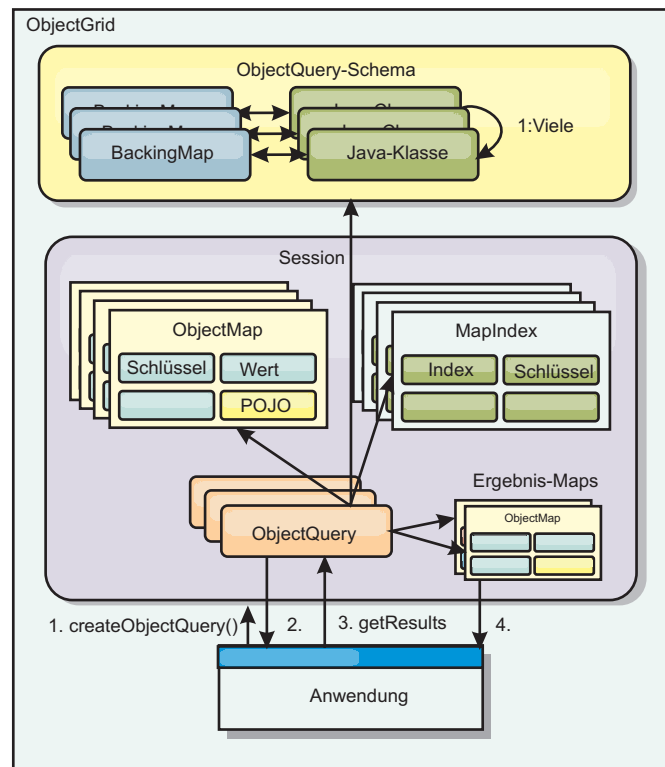 ObjectGrid
ObjectQuery-Schema
BackingMap
Java-Klasse
1:Viele
Session
ObjectMap
Schlüssel
Wert
POJO
MapIndex
Index
Schlüssel
Ergebnis-Maps
ObjectMap
ObjectQuery
1. createObjectQuery()
2.
3. getResults
4.
Anwendung